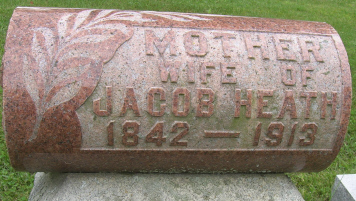 MOTHER
WIFE OF
JACOB HEATH
1842 — 1913